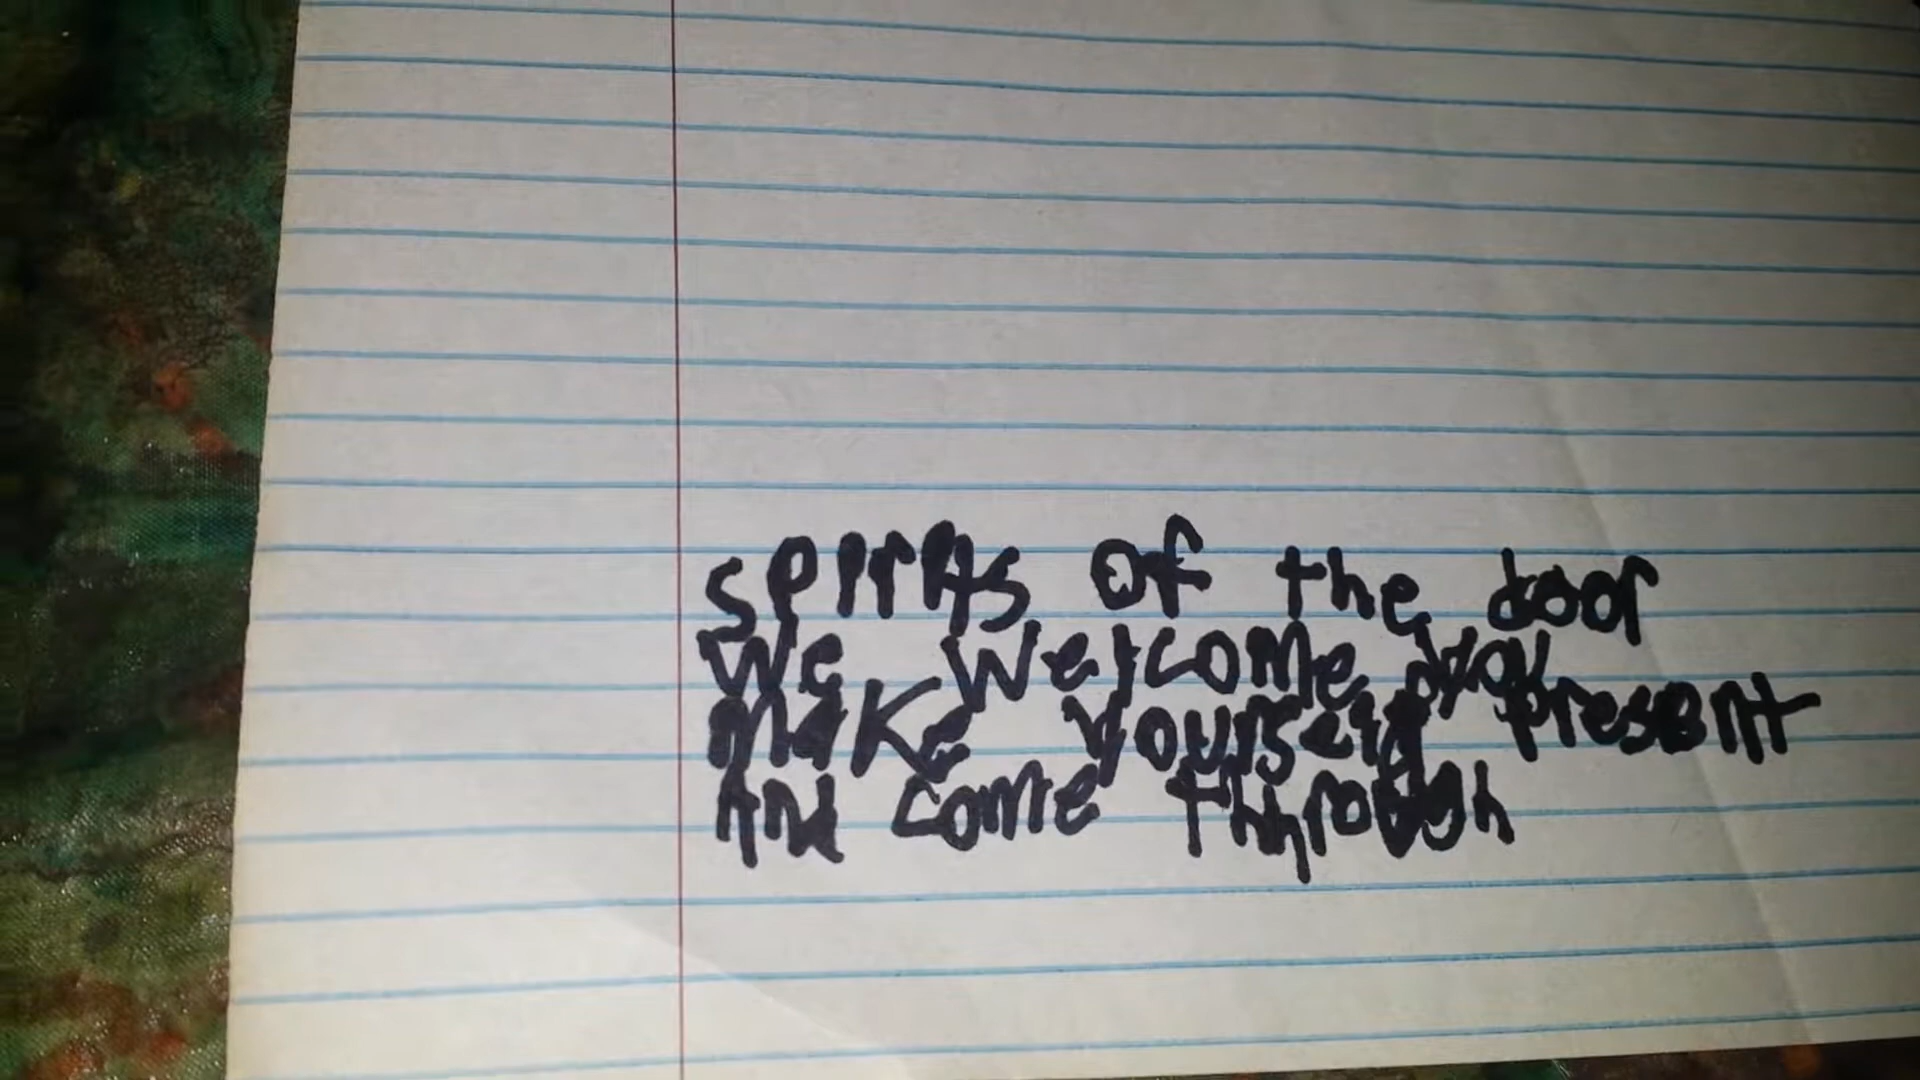 spirits of the door
we welcome you
make yourself present
And come through